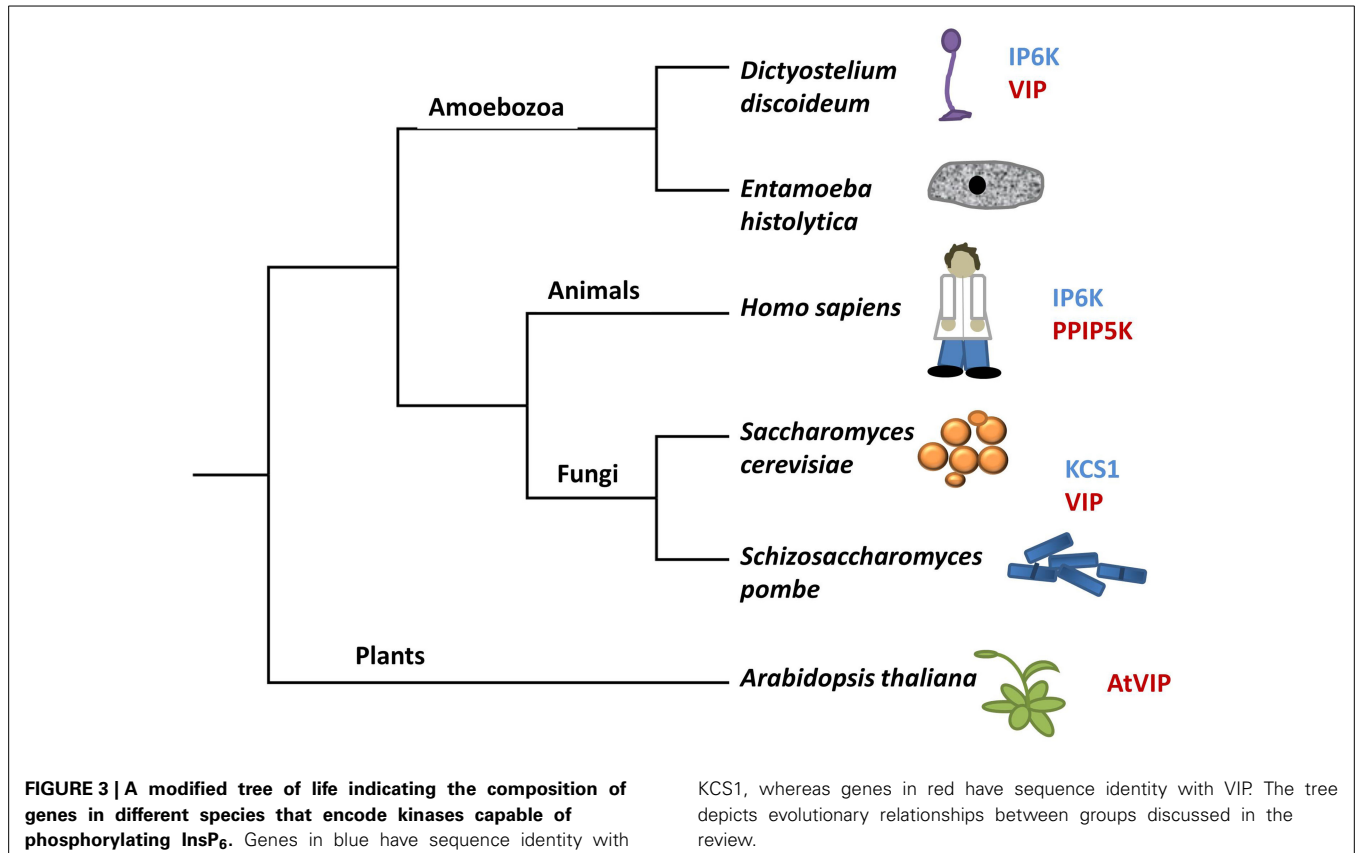 Dictyostelium
discoideum
IP6K
VIP
Amoebozoa
Entamoeba
histolytica
Animals
Homo sapiens
IP6K
PPIP5K
Saccharomyces
cerevisiae
Fungi
KCS1
VIP
Schizosaccharomyces
pombe
Plants
Arabidopsis thaliana
AtVIP
FIGURE 3 | A modified tree of life indicating the composition of
genes in different species that encode kinases capable of
phosphorylating InsP₆. Genes in blue have sequence identity with
KCS1, whereas genes in red have sequence identity with VIP. The tree
depicts evolutionary relationships between groups discussed in the
review.